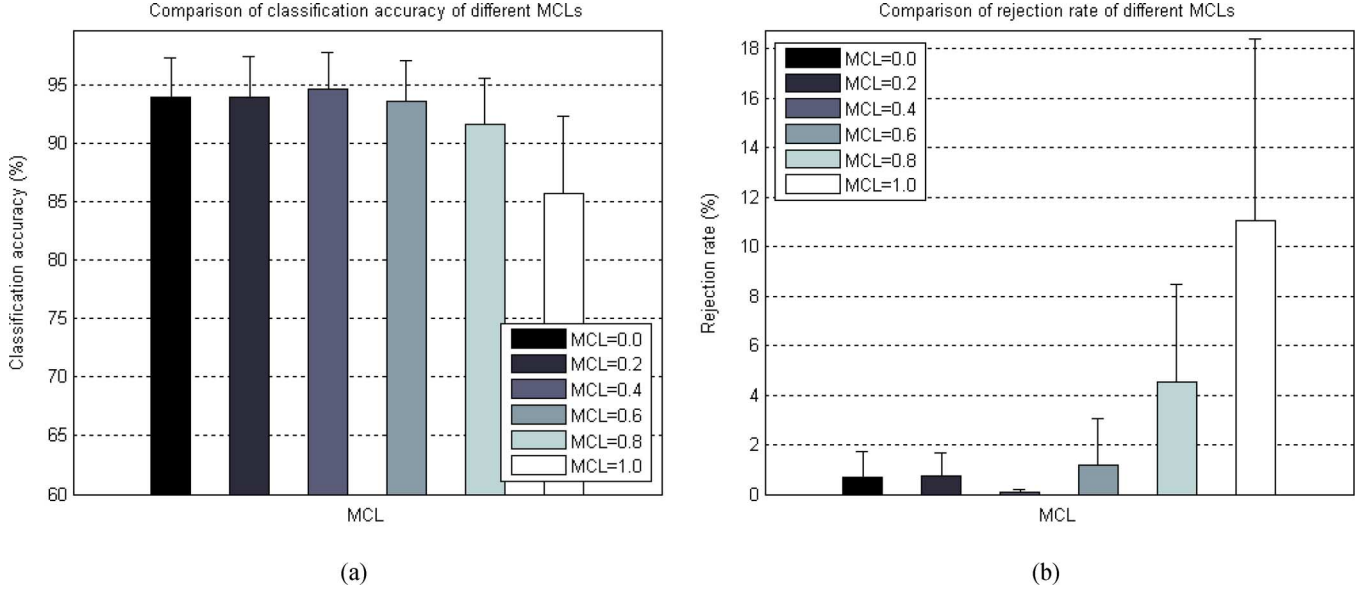 Comparison of classification accuracy of different MCLs
95
90
85
80
75
70
65
60
Classification accuracy (%)
MCL=0.0
MCL=0.2
MCL=0.4
MCL=0.6
MCL=0.8
MCL=1.0
MCL
(a)
Comparison of rejection rate of different MCLs
18
16
14
12
10
8
6
4
2
0
Rejection rate (%)
MCL=0.0
MCL=0.2
MCL=0.4
MCL=0.6
MCL=0.8
MCL=1.0
MCL
(b)